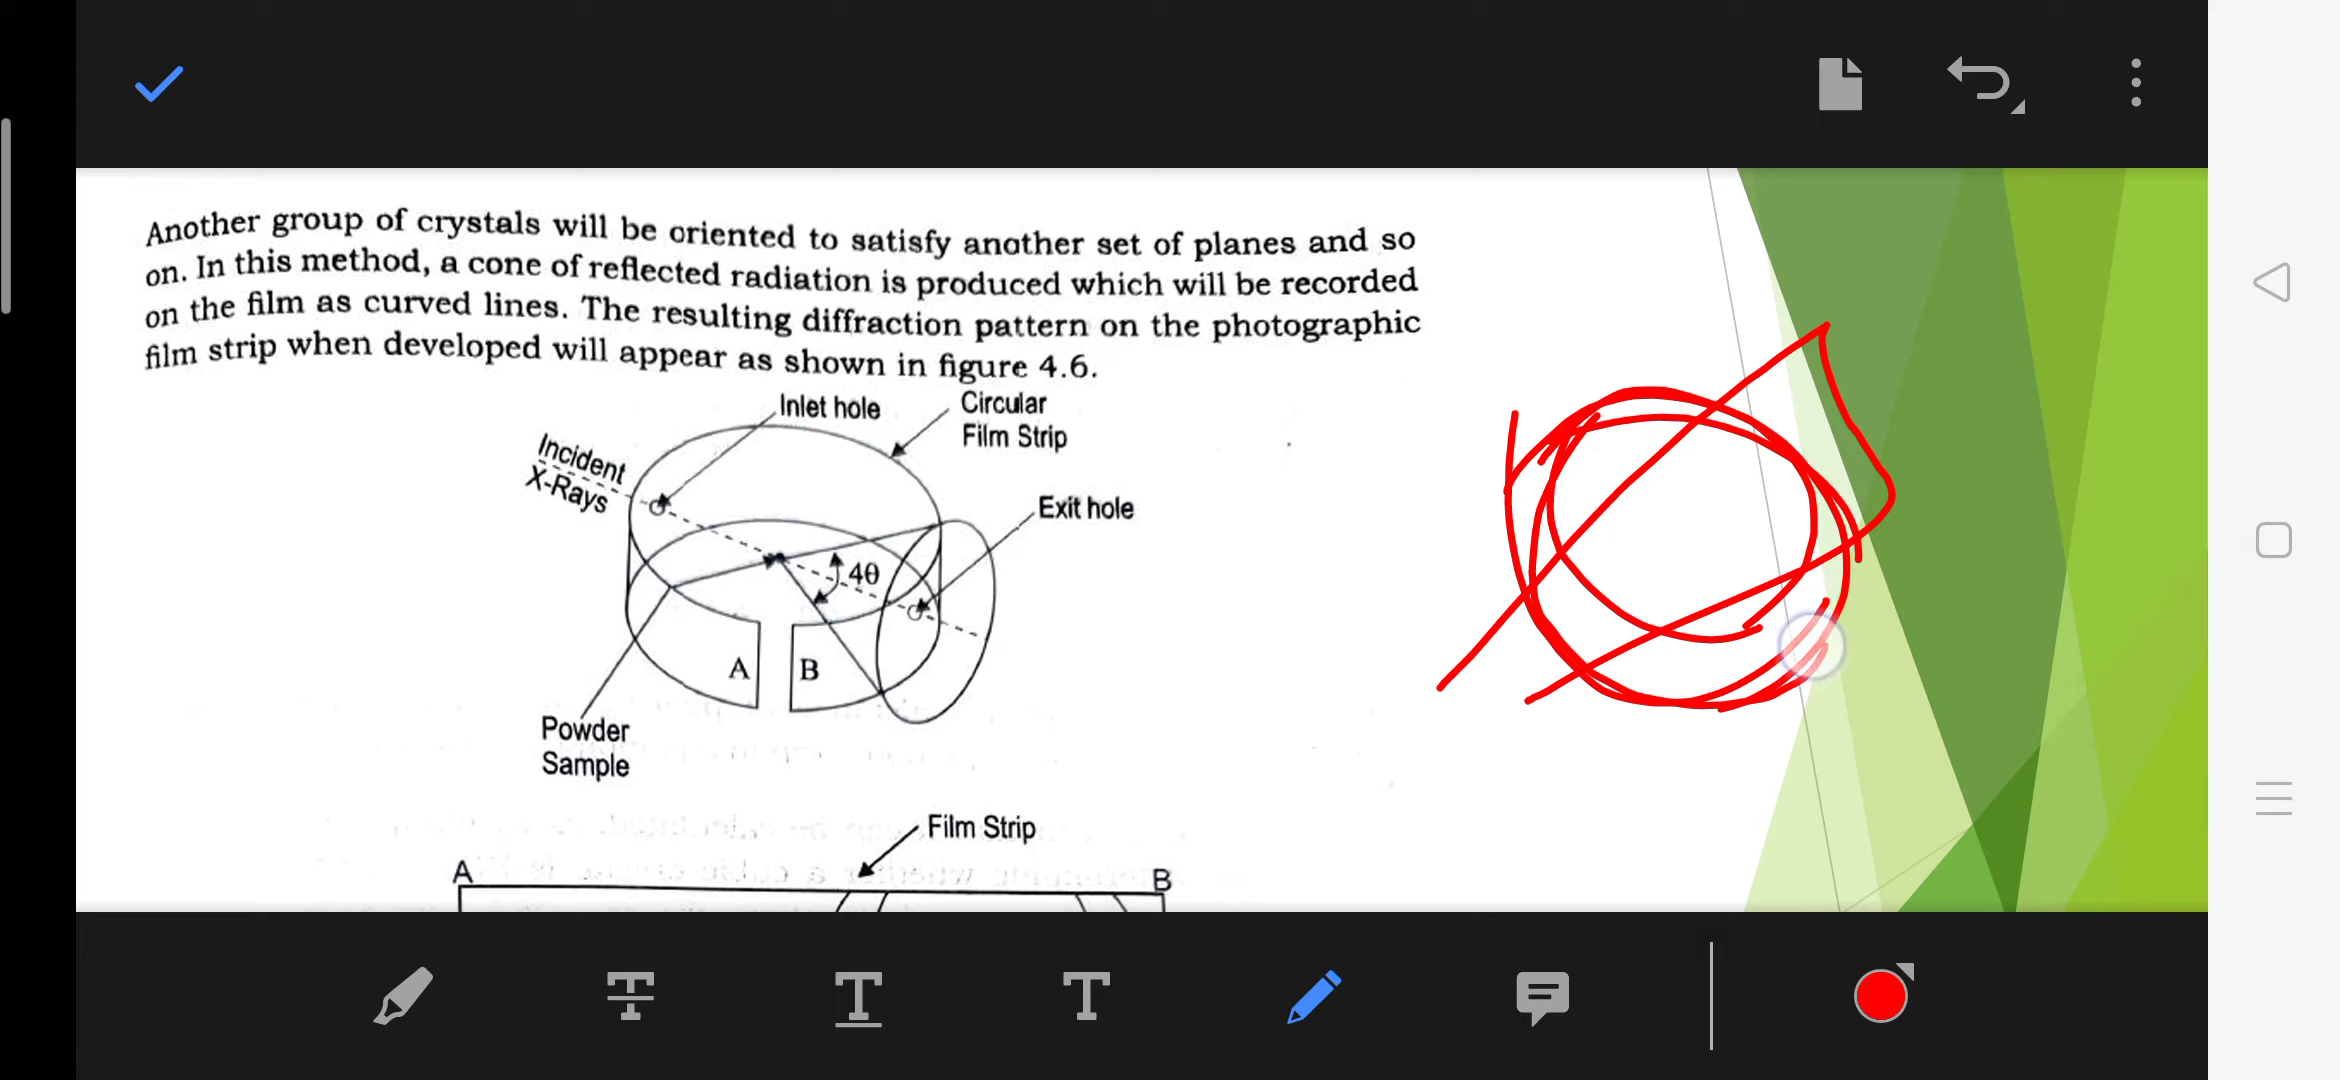 Another group of crystals will be oriented to satisfy another set of planes and so
on. In this method, a cone of reflected radiation is produced which will be recorded
on the film as curved lines. The resulting diffraction pattern on the photographic
film strip when developed will appear as shown in figure 4.6.
Inlet hole
Circular
Film Strip
Incident
X-Rays
Exit hole
4θ
A
B
Powder
Sample
Film Strip
A
B